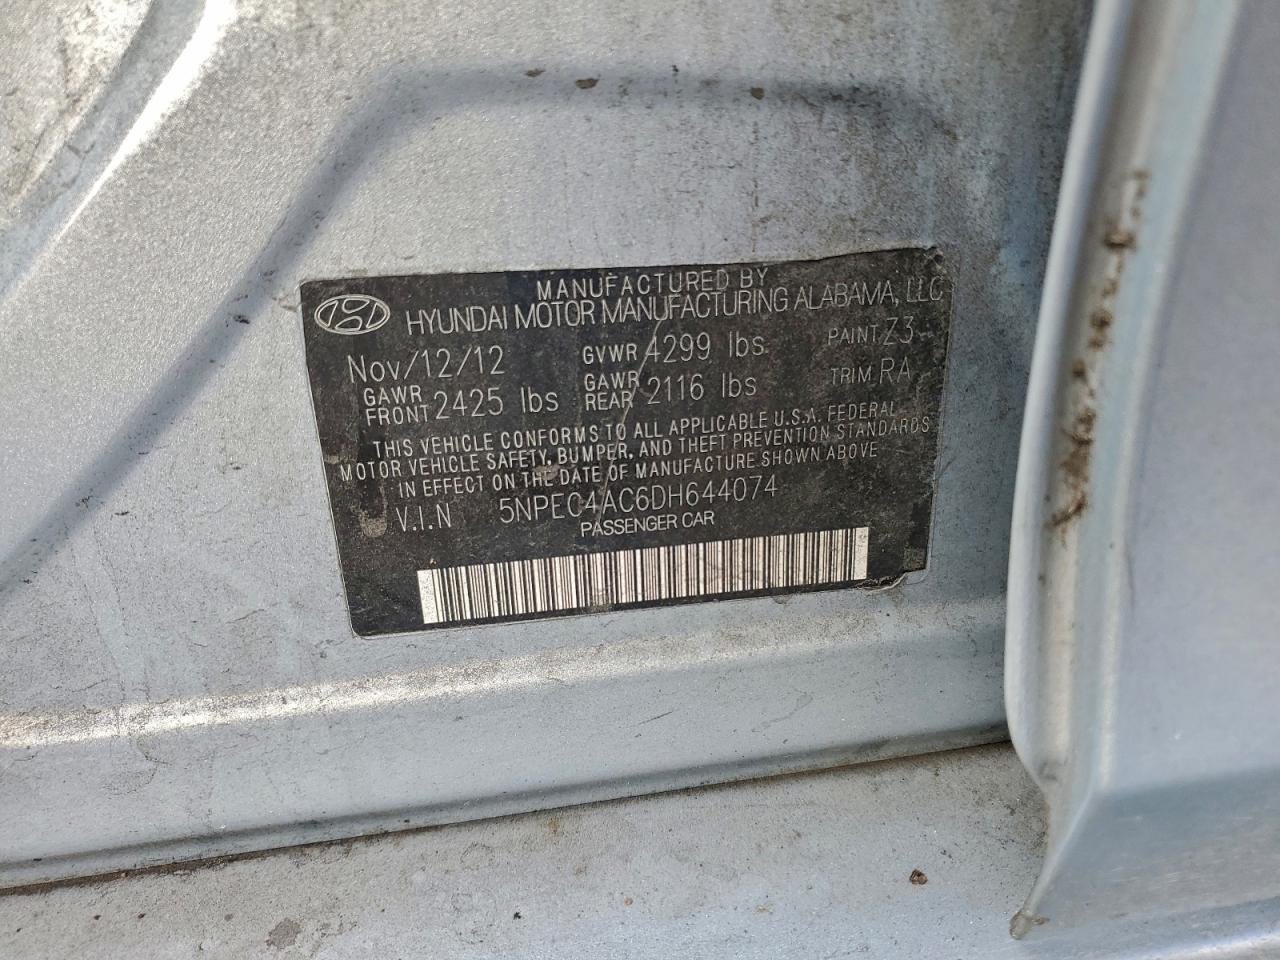 MANUFACTURED BY
HYUNDAI MOTOR MANUFACTURING ALABAMA, LLC
Nov/12/12 GVWR 4299 lbs PAINT Z3
GAWR FRONT 2425 lbs GAWR REAR 2116 lbs TRIM RA
THIS VEHICLE CONFORMS TO ALL APPLICABLE U.S.A. FEDERAL
MOTOR VEHICLE SAFETY, BUMPER, AND THEFT PREVENTION STANDARDS
IN EFFECT ON THE DATE OF MANUFACTURE SHOWN ABOVE
V.I.N 5NPEC4AC6DH644074
PASSENGER CAR